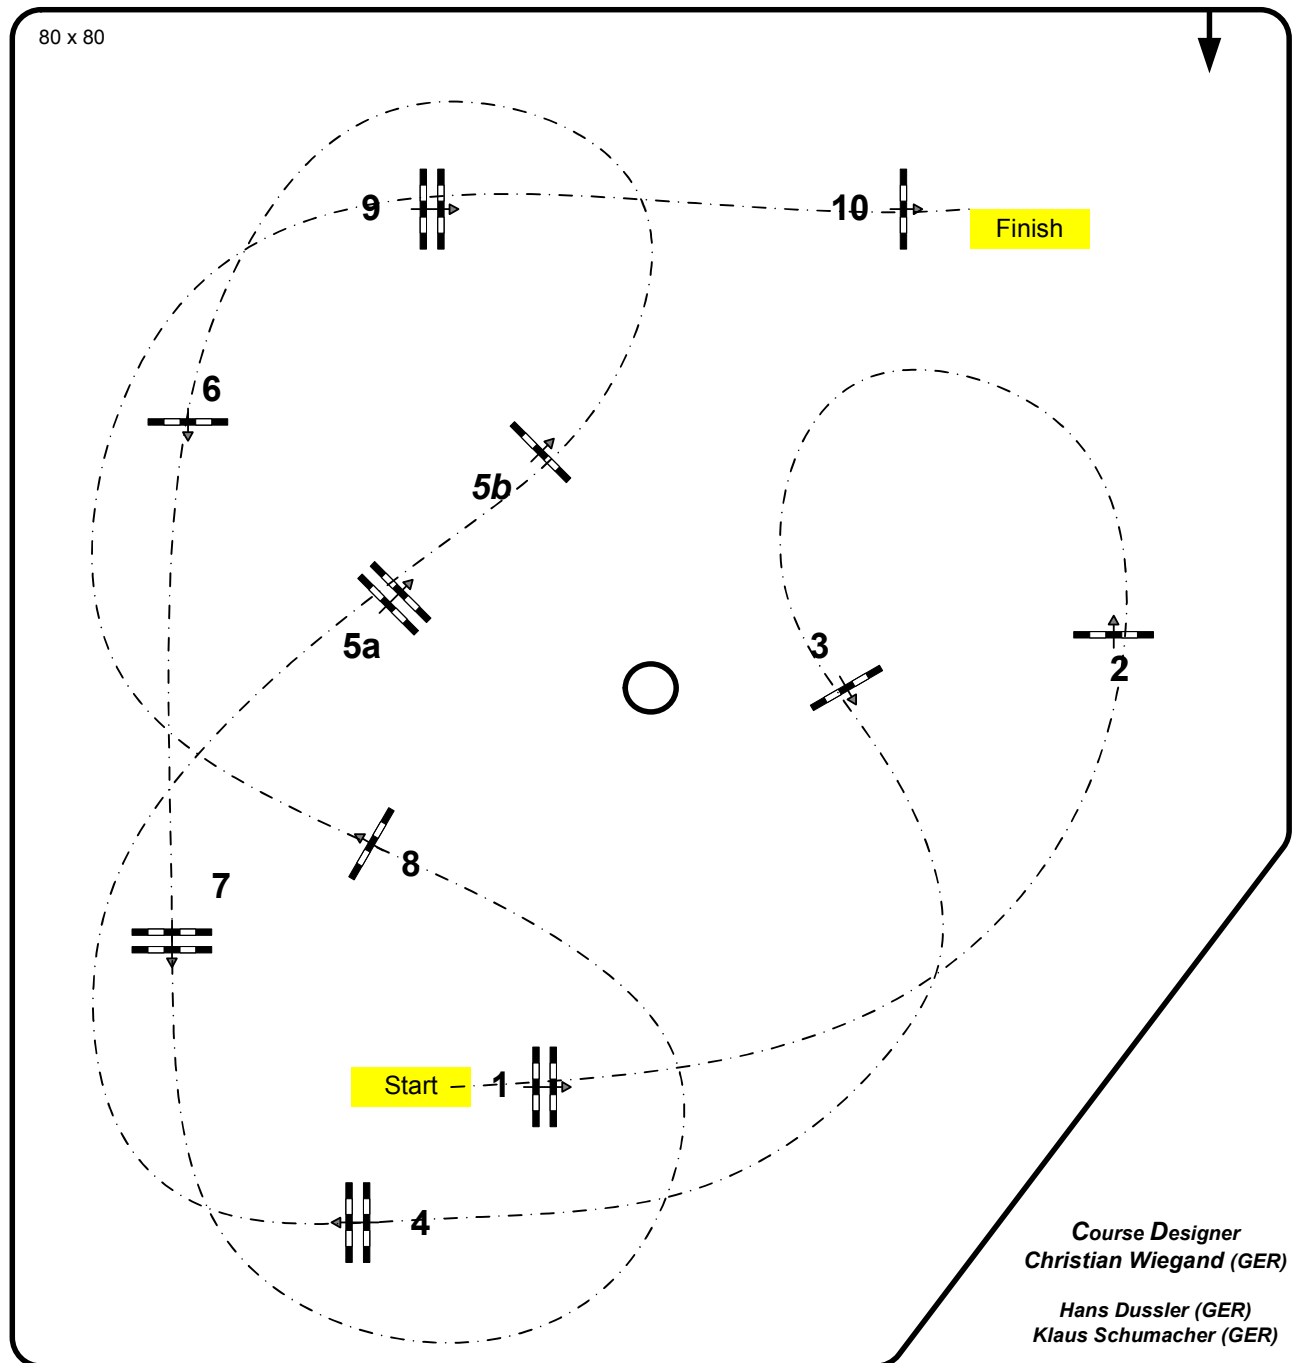 80 x 80
9
10
Finish
6
5b
5a
3
2
8
7
Start
1
4
Course Designer
Christian Wiegand (GER)
Hans Dussler (GER)
Klaus Schumacher (GER)